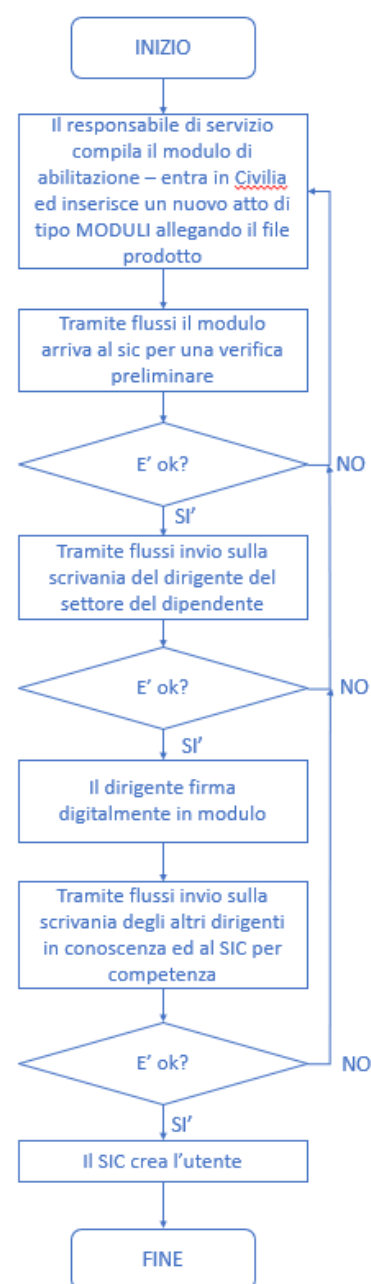 INIZIO
Il responsabile di servizio
compila il modulo di
abilitazione – entra in Civilia
ed inserisce un nuovo atto di
tipo MODULI allegando il file
prodotto
Tramite flussi il modulo
arriva al sic per una verifica
preliminare
E' ok?
NO
SI'
Tramite flussi invio sulla
scrivania del dirigente del
settore del dipendente
E' ok?
NO
SI'
Il dirigente firma
digitalmente in modulo
Tramite flussi invio sulla
scrivania degli altri dirigenti
in conoscenza ed al SIC per
competenza
E' ok?
NO
SI'
Il SIC crea l'utente
FINE